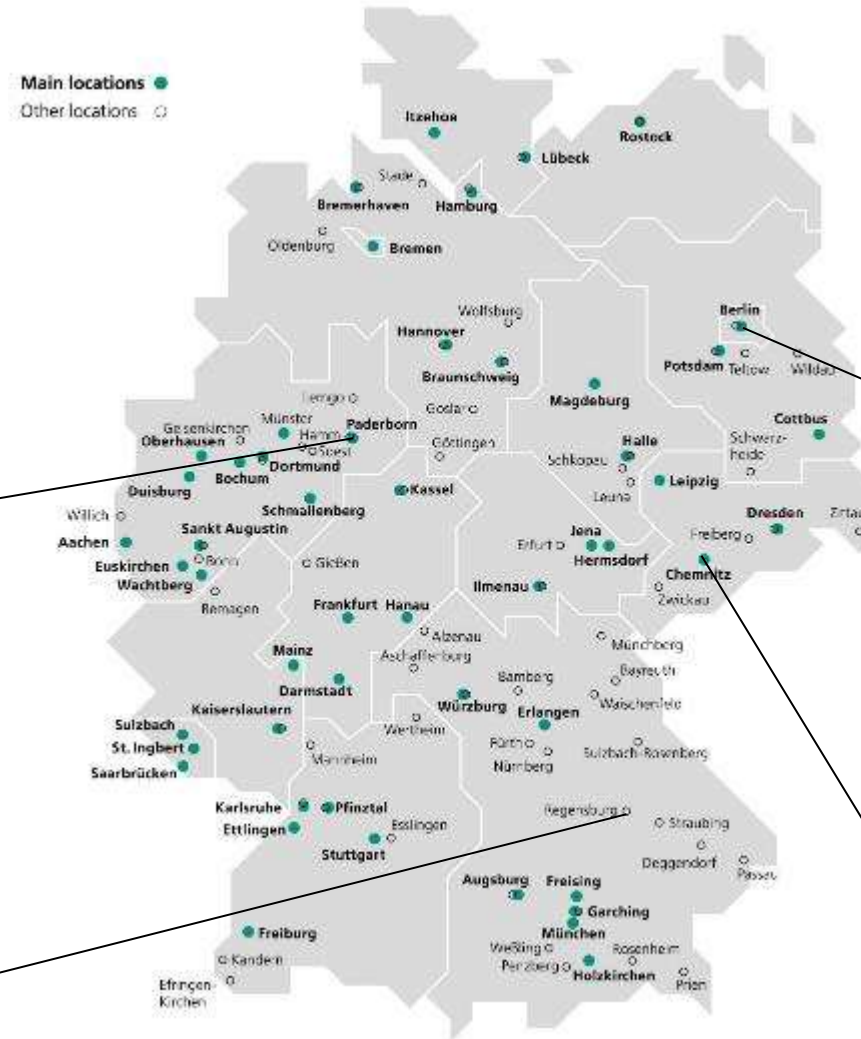 Main locations
Other locations
Itzehoe
Rostock
Lübeck
Stade
Bremerhaven
Hamburg
Oldenburg
Bremen
Wolfsburg
Berlin
Hannover
Potsdam
Teltow
Wildau
Braunschweig
Magdeburg
Lemgo
Goslar
Münster
Paderborn
Cottbus
Gelsenkirchen
Hamm
Göttingen
Halle
Schwarz-
heide
Oberhausen
Soest
Schkopau
Bochum
Dortmund
Leuna
Leipzig
Duisburg
Kassel
Schmallenberg
Willich
Dresden
Sankt Augustin
Jena
Freiberg
Aachen
Erfurt
Hermsdorf
Bonn
Gießen
Euskirchen
Chemnitz
Wachtberg
Ilmenau
Zwickau
Remagen
Frankfurt
Hanau
Alzenau
Münchberg
Mainz
Aschaffenburg
Bayreuth
Bamberg
Darmstadt
Waischenfeld
Würzburg
Kaiserslautern
Erlangen
Sulzbach
Wertheim
Fürth
St. Ingbert
Mannheim
Nürnberg
Sulzbach-Rosenberg
Saarbrücken
Karlsruhe
Pfinztal
Regensburg
Straubing
Ettlingen
Esslingen
Stuttgart
Deggendorf
Passau
Augsburg
Freising
Garching
Freiburg
München
Weßling
Rosenheim
Kandern
Penzberg
Holzkirchen
Prien
Efringen-
Kirchen